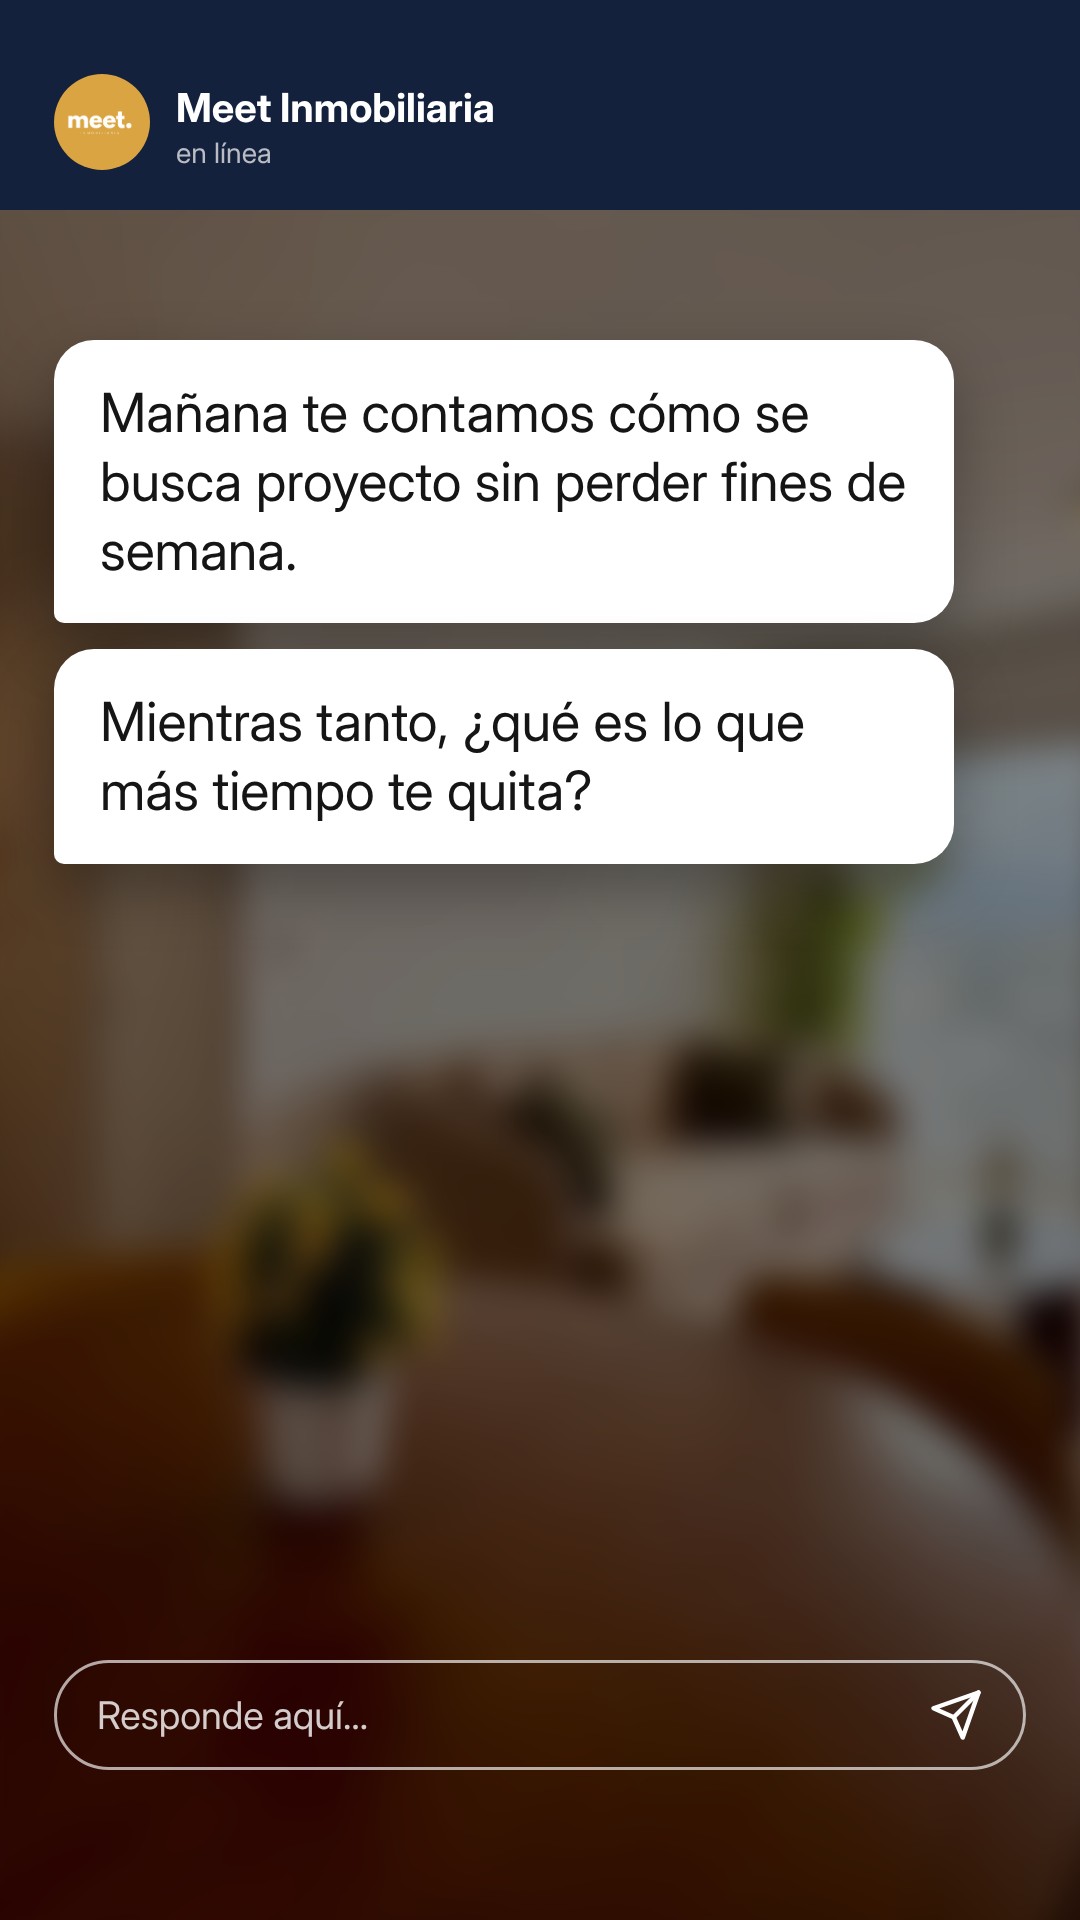 meet.
Meet Inmobiliaria
en línea
Mañana te contamos cómo se
busca proyecto sin perder fines de
semana.
Mientras tanto, ¿qué es lo que
más tiempo te quita?
Responde aquí...